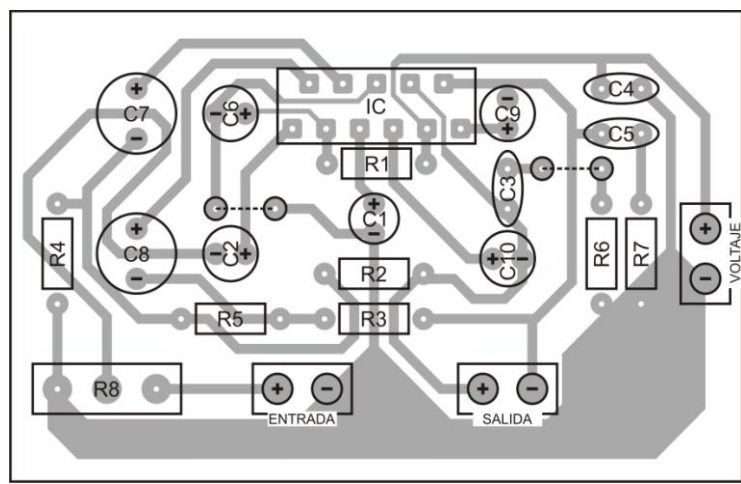 C7
C6
IC
C9
C4
C5
R1
C3
C1
R4
C8
C2
C10
R6
R7
VOLTAJE
R2
R5
R3
R8
ENTRADA
SALIDA